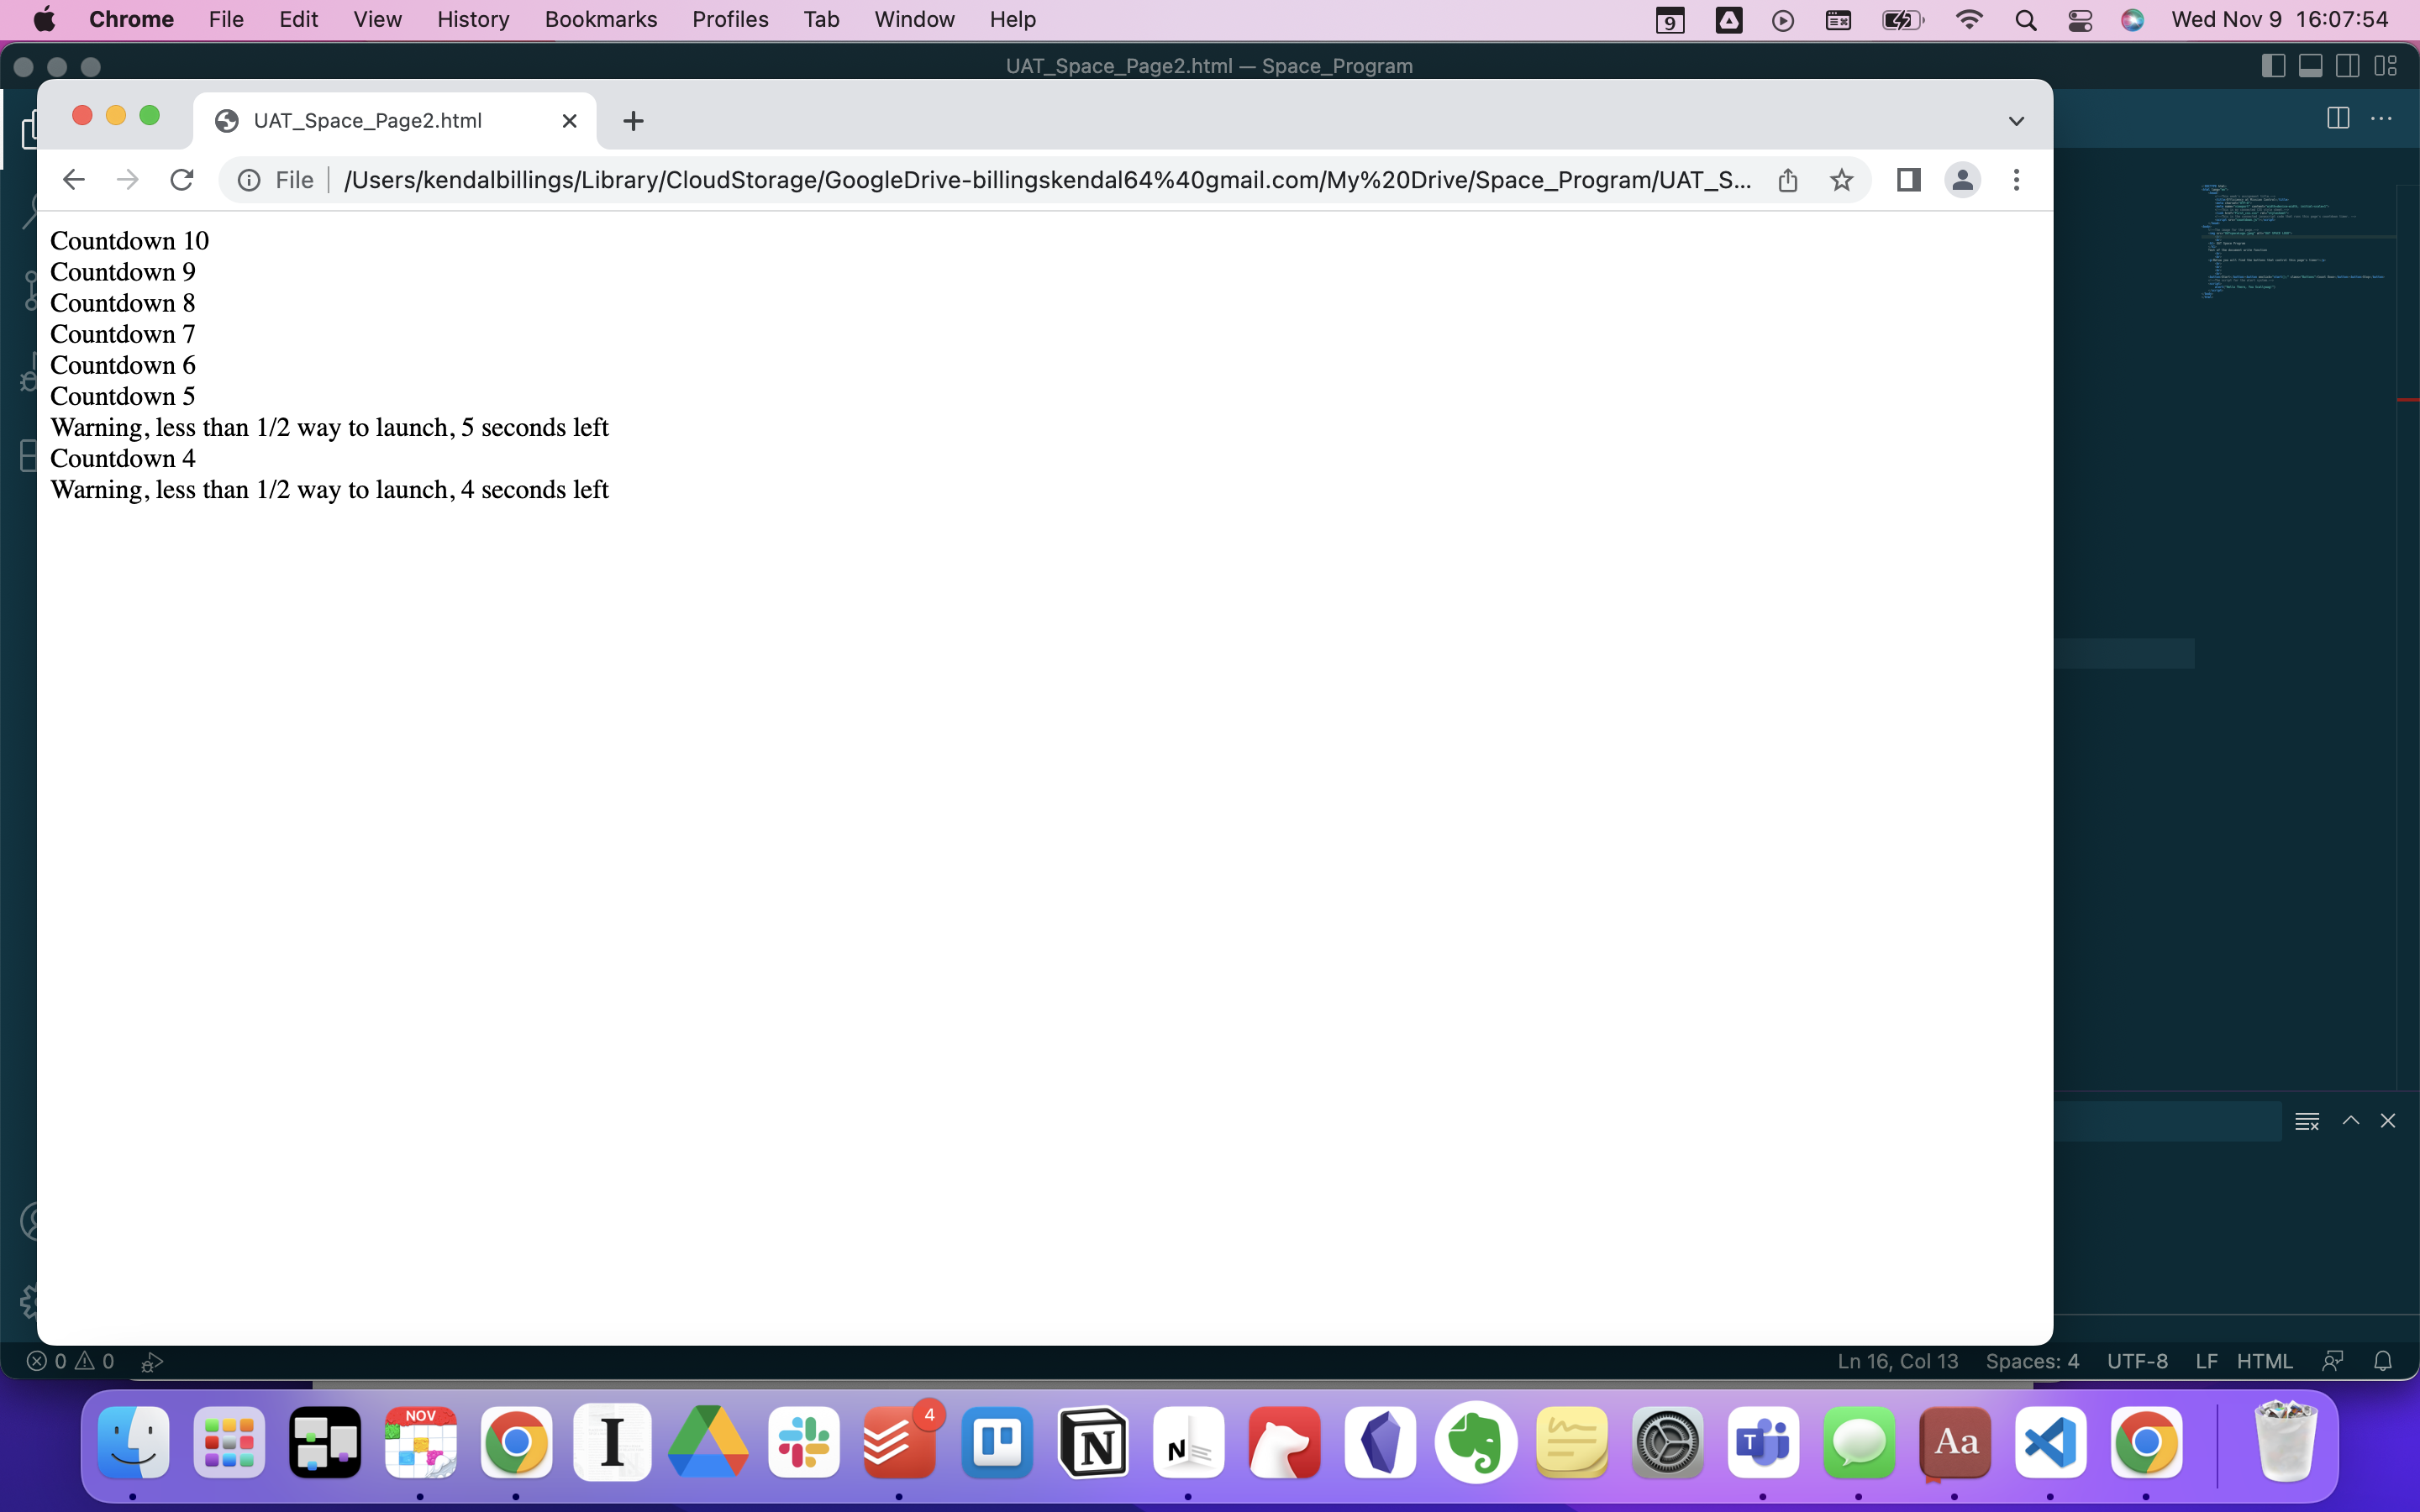 Chrome File Edit View History Bookmarks Profiles Tab Window Help 9 Wed Nov 9 16:07:54
UAT_Space_Page2.html — Space_Program
UAT_Space_Page2.html
File /Users/kendalbillings/Library/CloudStorage/GoogleDrive-billingskendal64%40gmail.com/My%20Drive/Space_Program/UAT_S...
Countdown 10
Countdown 9
Countdown 8
Countdown 7
Countdown 6
Countdown 5
Warning, less than 1/2 way to launch, 5 seconds left
Countdown 4
Warning, less than 1/2 way to launch, 4 seconds left
0 0 Ln 16, Col 13 Spaces: 4 UTF-8 LF HTML
NOV I 4 N N T Aa